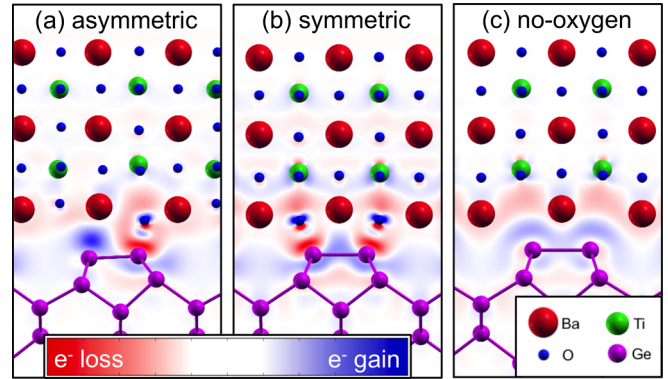 (a) asymmetric
(b) symmetric
(c) no-oxygen
Ba
Ti
O
Ge
e⁻ loss
e⁻ gain